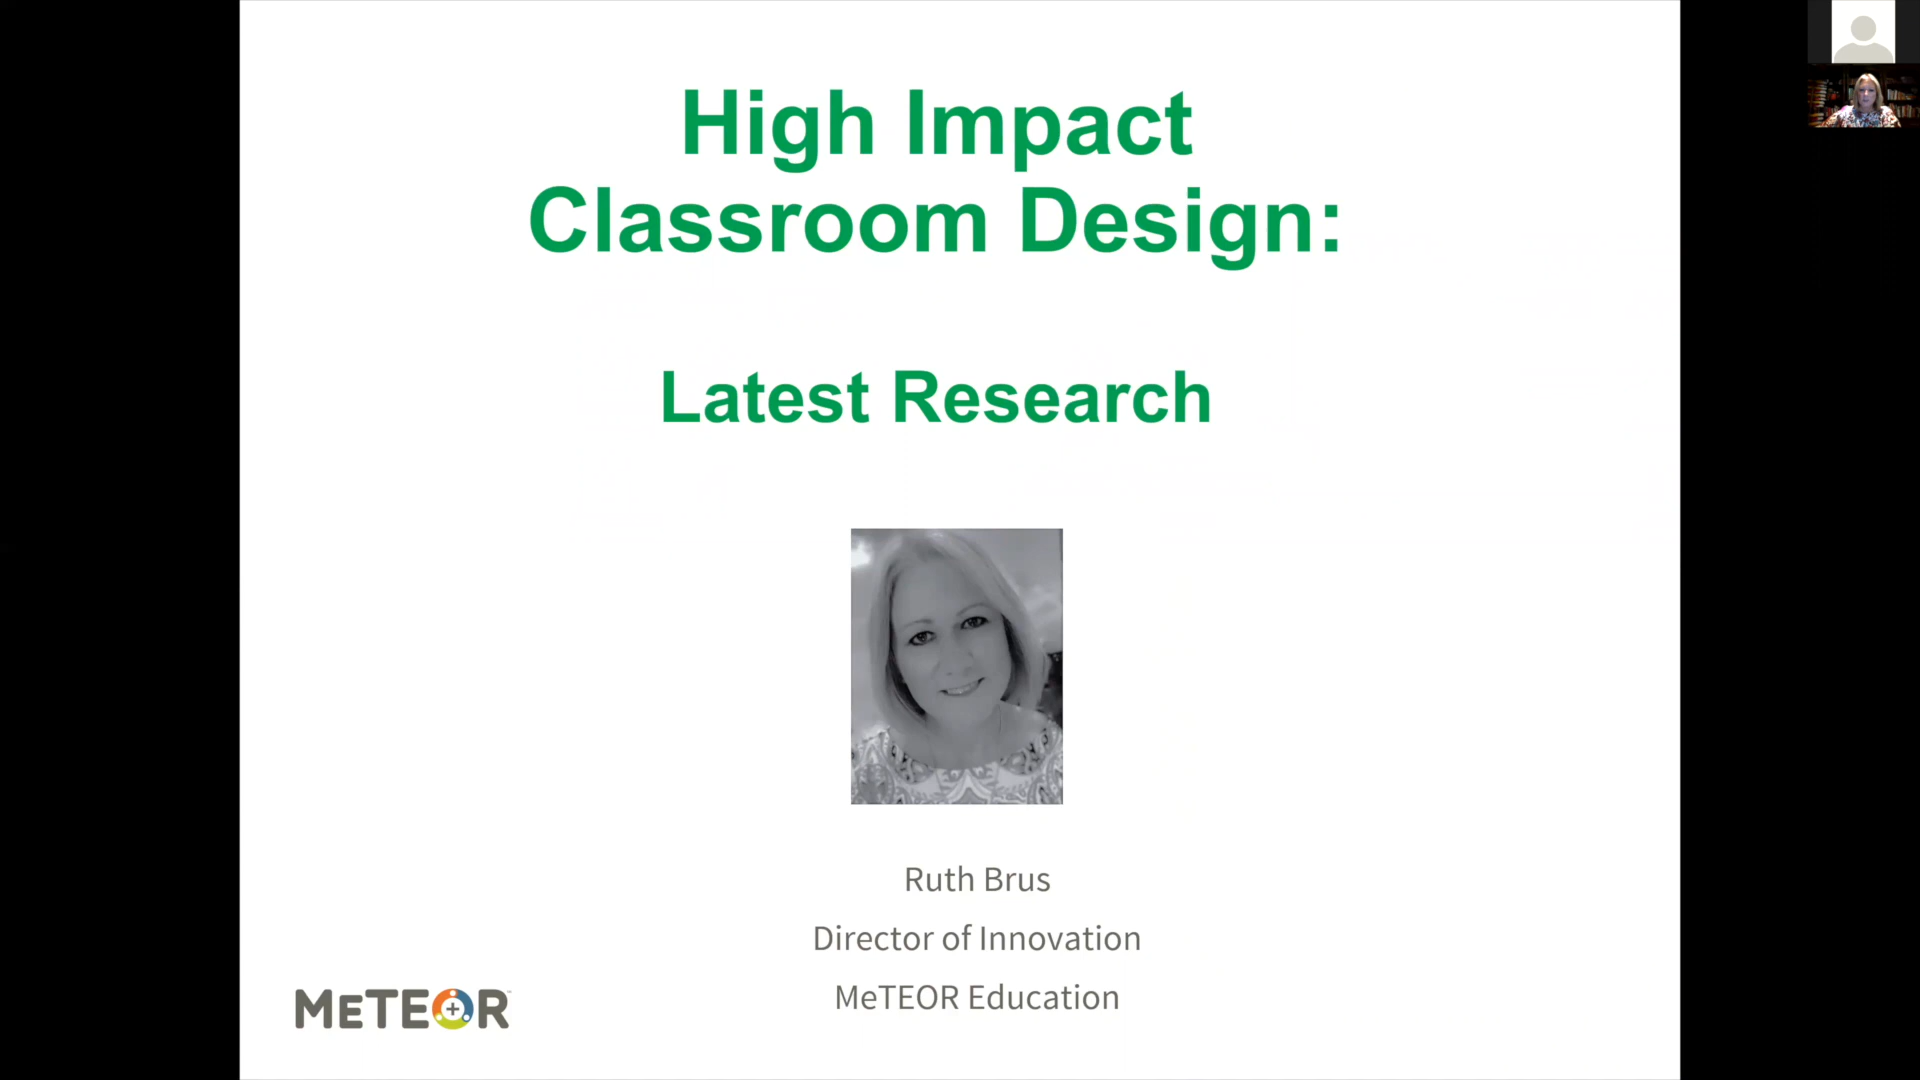 High Impact
Classroom Design:
Latest Research
Ruth Brus
Director of Innovation
MeTEOR Education
METEOR